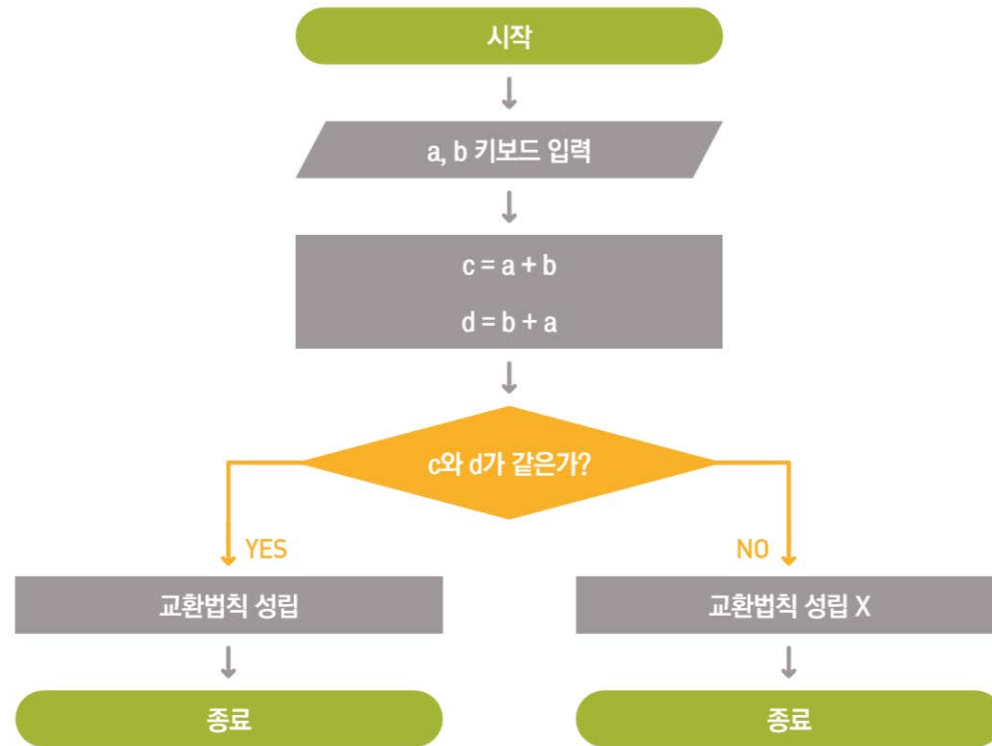 시작
a, b 키보드 입력
c = a + b
d = b + a
c와 d가 같은가?
YES
NO
교환법칙 성립
교환법칙 성립 X
종료
종료